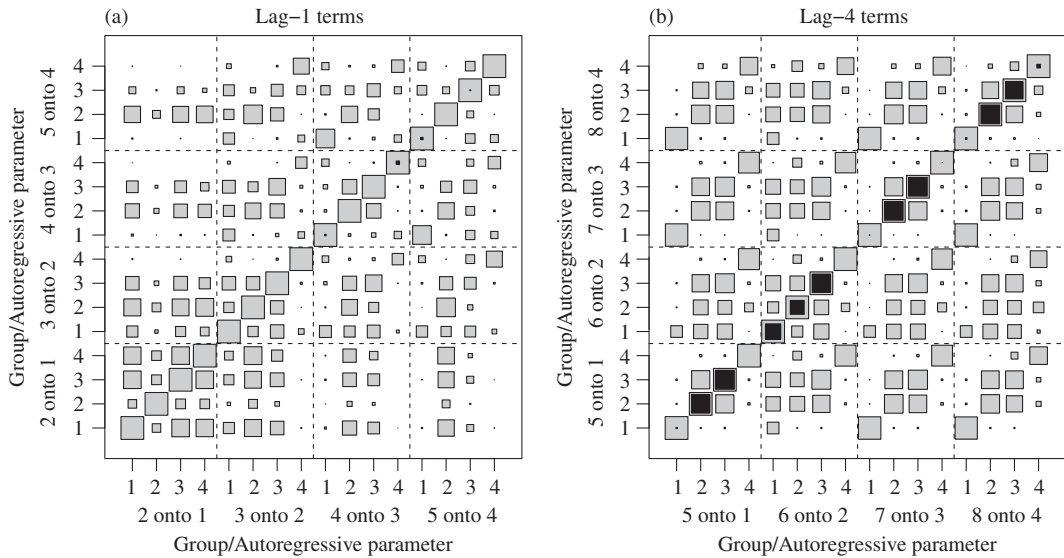 (a)
Lag−1 terms
Group/Autoregressive parameter
5 onto 4
4 onto 3
3 onto 2
2 onto 1
4
3
2
1
4
3
2
1
4
3
2
1
4
3
2
1
1 2 3 4 1 2 3 4 1 2 3 4 1 2 3 4
2 onto 1 3 onto 2 4 onto 3 5 onto 4
Group/Autoregressive parameter
(b)
Lag−4 terms
Group/Autoregressive parameter
8 onto 4
7 onto 3
6 onto 2
5 onto 1
4
3
2
1
4
3
2
1
4
3
2
1
4
3
2
1
1 2 3 4 1 2 3 4 1 2 3 4 1 2 3 4
5 onto 1 6 onto 2 7 onto 3 8 onto 4
Group/Autoregressive parameter